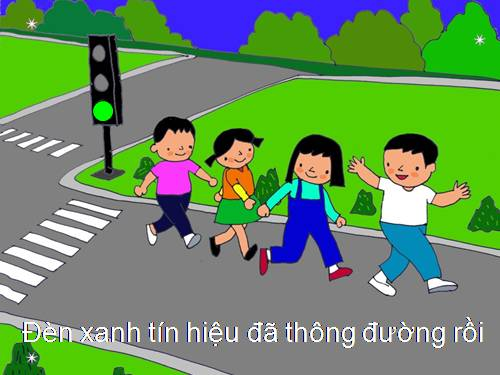 Đèn xanh tín hiệu đã thông đường rồi